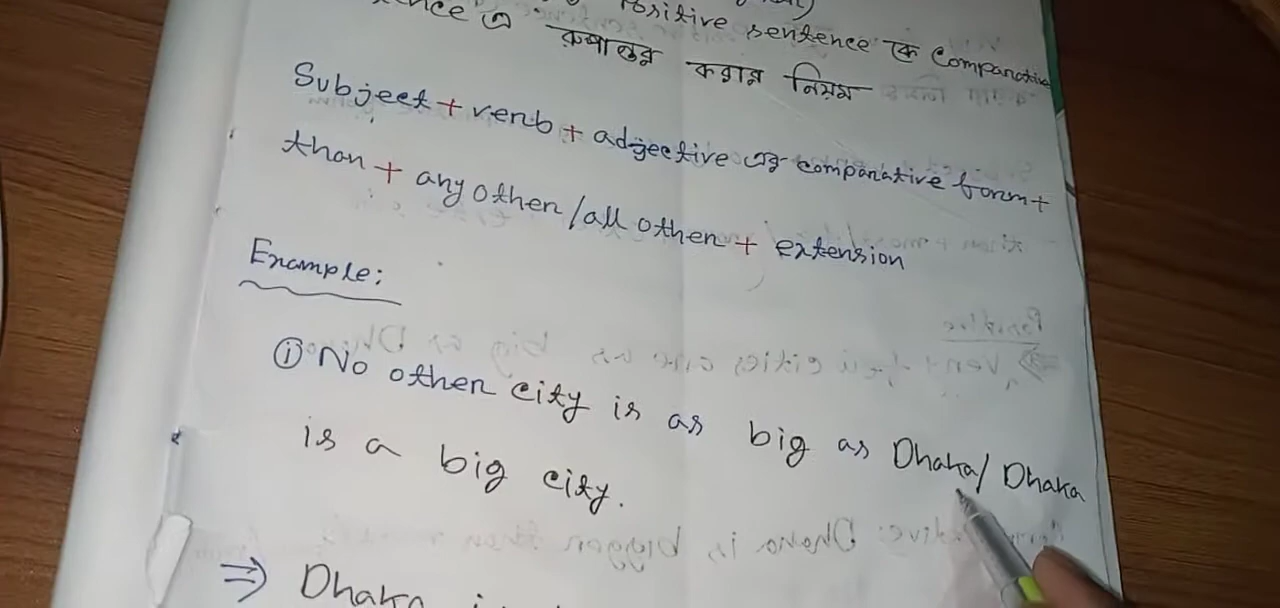 Positive sentence কে Comparative
এ রুপান্তর করার নিয়ম
Subject + verb + adjective এর comparative form +
than + any other/all other + extension
Example:
① No other city is as big as Dhaka/ Dhaka
is a big city.
⇒ Dhaka